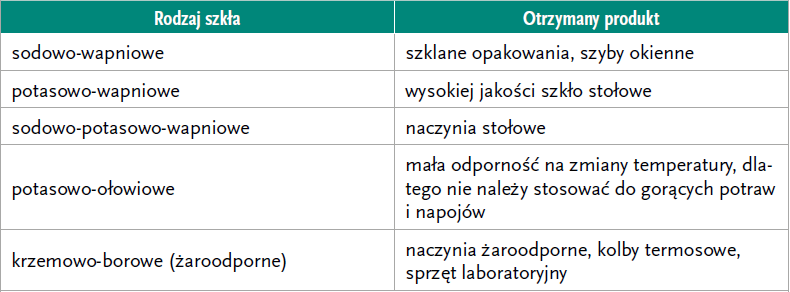 Rodzaj szkła
Otrzymany produkt
sodowo-wapniowe
szklane opakowania, szyby okienne
potasowo-wapniowe
wysokiej jakości szkło stołowe
sodowo-potasowo-wapniowe
naczynia stołowe
potasowo-ołowiowe
mała odporność na zmiany temperatury, dla-
tego nie należy stosować do gorących potraw
i napojów
krzemowo-borowe (żaroodporne)
naczynia żaroodporne, kolby termosowe,
sprzęt laboratoryjny